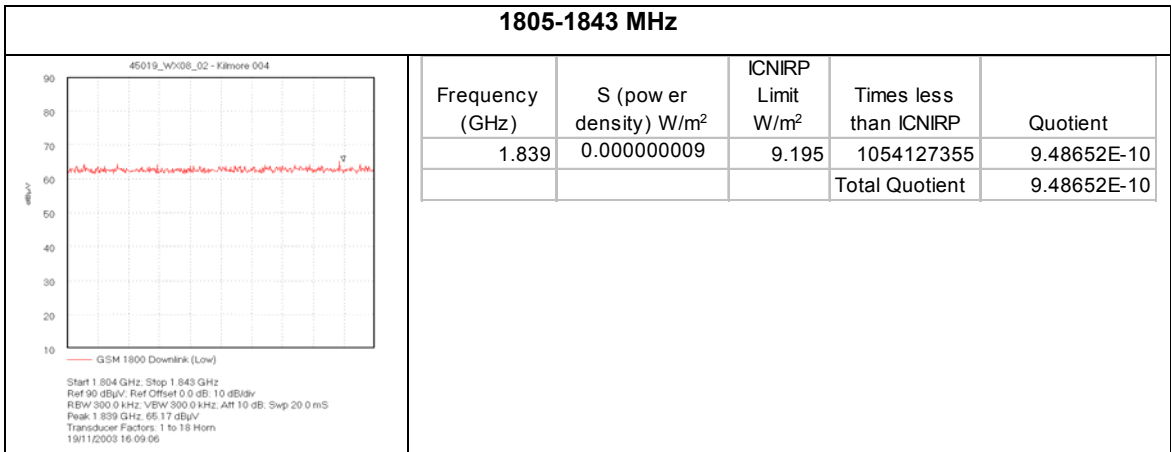 1805-1843 MHz
45019_WX08_02 - Kilmore 004
90
80
70
60
50
40
30
20
10
dBµV
GSM 1800 Downlink (Low)
Start 1.804 GHz; Stop 1.843 GHz
Ref 90 dBµV; Ref Offset 0.0 dB; 10 dB/div
RBW 300.0 kHz; VBW 300.0 kHz; Att 10 dB; Swp 20.0 mS
Peak 1.839 GHz; 65.17 dBµV
Transducer Factors: 1 to 18 Horn
19/11/2003 16:09:06
Frequency (GHz) S (pow er density) W/m² ICNIRP Limit W/m² Times less than ICNIRP Quotient
1.839 0.000000009 9.195 1054127355 9.48652E-10
Total Quotient 9.48652E-10